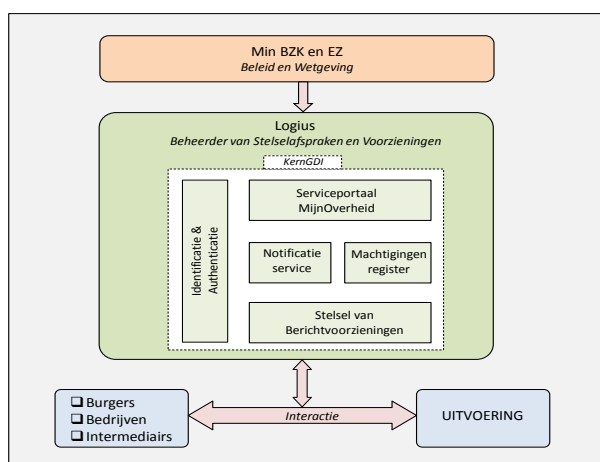 Min BZK en EZ
Beleid en Wetgeving
Logius
Beheerder van Stelselafspraken en Voorzieningen
KernGDI
Identificatie &
Authenticatie
Serviceportaal
MijnOverheid
Notificatie
service
Machtigingen
register
Stelsel van
Berichtvoorzieningen
❑ Burgers
❑ Bedrijven
❑ Intermediairs
Interactie
UITVOERING